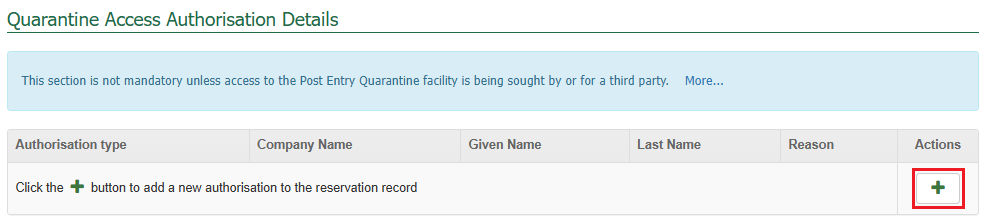 Quarantine Access Authorisation Details
This section is not mandatory unless access to the Post Entry Quarantine facility is being sought by or for a third party. More...
Authorisation type Company Name Given Name Last Name Reason Actions
Click the + button to add a new authorisation to the reservation record +